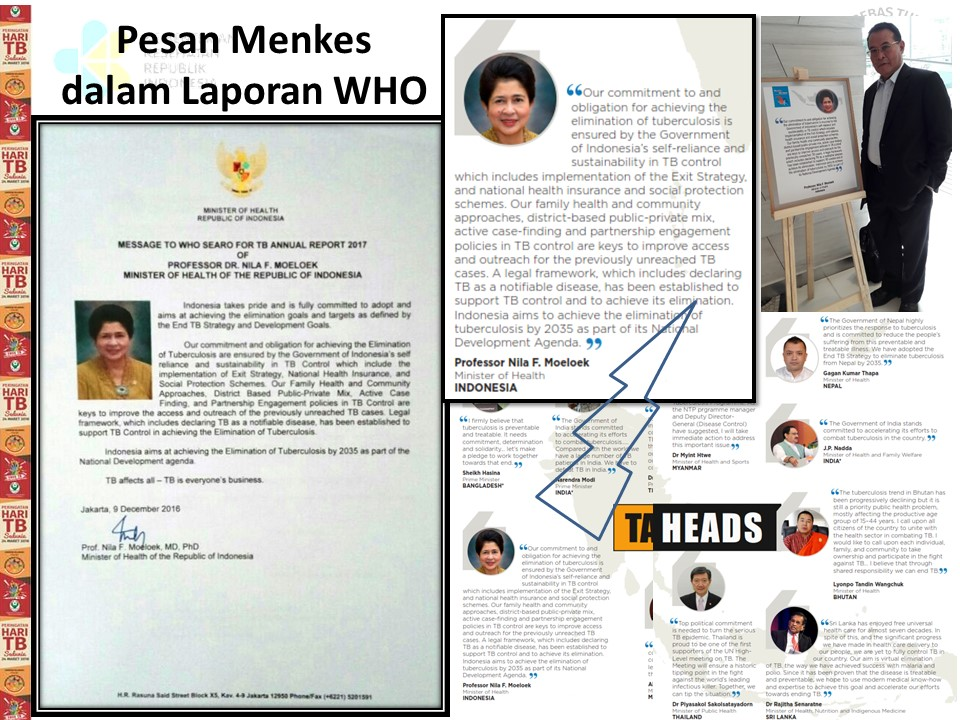 Pesan Menkes
dalam Laporan WHO
REPUBLIK
INDONESIA
PERINGATAN
HARI
TB
Sedunia
24 MARET 2016
MINISTER OF HEALTH
REPUBLIC OF INDONESIA
MESSAGE TO WHO SEARO FOR TB ANNUAL REPORT 2017
OF
PROFESSOR DR. NILA F. MOELOEK
MINISTER OF HEALTH OF THE REPUBLIC OF INDONESIA
Indonesia takes pride and is fully committed to adopt and
aims at achieving the elimination goals and targets as defined by
the End TB Strategy and Development Goals.
Our commitment and obligation for achieving the Elimination
of Tuberculosis are ensured by the Government of Indonesia's self
reliance and sustainability in TB Control which include the
implementation of Exit Strategy, National Health Insurance, and
Social Protection Schemes. Our Family Health and Community
Approaches, District Based Public-Private Mix, Active Case
Finding, and Partnership Engagement policies in TB Control are
keys to improve the access and outreach of the previously unreached TB cases. Legal
framework, which includes declaring TB as a notifiable disease, has been established to
support TB Control in achieving the Elimination of Tuberculosis.
Indonesia aims at achieving the Elimination of Tuberculosis by 2035 as part of the
National Development agenda.
TB affects all – TB is everyone's business.
Jakarta, 9 December 2016
Prof. Nila F. Moeloek, MD, PhD
Minister of Health of the Republic of Indonesia
H.R. Rasuna Said Street Block X5, Kav. 4-9 Jakarta 12950 Phone/Fax (+6221) 5201591
“Our commitment to and
obligation for achieving the
elimination of tuberculosis is
ensured by the Government
of Indonesia's self-reliance and
sustainability in TB control
which includes implementation of the Exit Strategy,
and national health insurance and social protection
schemes. Our family health and community
approaches, district-based public-private mix,
active case-finding and partnership engagement
policies in TB control are keys to improve access
and outreach for the previously unreached TB
cases. A legal framework, which includes declaring
TB as a notifiable disease, has been established to
support TB control and to achieve its elimination.
Indonesia aims to achieve the elimination of
tuberculosis by 2035 as part of its National
Development Agenda. ”
Professor Nila F. Moeloek
Minister of Health
INDONESIA
“The Government of Nepal highly
prioritizes the response to tuberculosis
and is committed to reduce the people's
suffering from this preventable and
treatable illness. We have adopted the
End TB Strategy to eliminate tuberculosis
from Nepal by 2035.”
Gagan Kumar Thapa
Minister of Health
NEPAL
I firmly believe that
tuberculosis is preventable
and treatable. It needs
commitment, determination
and solidarity... let's make
a pledge to work together
towards that end.”
Sheikh Hasina
Prime Minister
BANGLADESH*
“The Government of
India stands committed
to accelerating its efforts
to combat tuberculosis....
Compared with the world we
have a large number of TB
patients in India. We have to
defeat TB in India.”
Narendra Modi
Prime Minister
INDIA*
the NTP prgramme manager
and Deputy Director-
General (Disease Control)
have suggested, I will take
immediate action to address
this important issue.”
Dr Myint Htwe
Minister of Health and Sports
MYANMAR
“The Government of India stands
committed to accelerating its efforts to
combat tuberculosis in the country.”
J.P. Nadda
Minister of Health and Family Welfare
INDIA*
TA
HEADS
“The tuberculosis trend in Bhutan has
been progressively declining but it is
still a priority public health problem,
mostly affecting the productive age
group of 15–44 years. I call upon all
citizens of the country to unite with
the health sector in combating TB. I
would like to call upon each individual,
family, and community to take
ownership and participate in the fight
against TB... I believe that through
shared responsibility we can end TB.”
Lyonpo Tandin Wangchuk
Minister of Health
BHUTAN
“Our commitment to and
obligation for achieving the
elimination of tuberculosis is
ensured by the Government
of Indonesia's self-reliance and
sustainability in TB control
which includes implementation of the Exit Strategy,
and national health insurance and social protection
schemes. Our family health and community
approaches, district-based public-private mix,
active case-finding and partnership engagement
policies in TB control are keys to improve access
and outreach for the previously unreached TB
cases. A legal framework, which includes declaring
TB as a notifiable disease, has been established to
support TB control and to achieve its elimination.
Indonesia aims to achieve the elimination of
tuberculosis by 2035 as part of its National
Development Agenda.”
Professor Nila F. Moeloek
Minister of Health
INDONESIA
“Top political commitment
is needed to turn the serious
TB epidemic. Thailand is
proud to be one of the first
supporters of the UN High-
Level meeting on TB. The
Meeting will ensure a historic
tipping point in the fight
against the world's leading
infectious killer. Together, we
can tip the situation.”
Dr Piyasakol Sakolsatayadorn
Minister of Public Health
THAILAND
“Sri Lanka has enjoyed free universal
health care for almost seven decades. In
spite of this, and the significant progress
we have made in health care delivery to
our people, we are yet to fully control TB in
our country. Our aim is virtual elimination
of TB, the way we have achieved success with malaria and
polio. Since it has been proven that the disease is treatable
and preventable, we hope to use modern medical know-how
and expertise to achieve this goal and accelerate our efforts
towards ending TB.”
Dr Rajitha Senaratne
Minister of Health, Nutrition and Indigenous Medicine
SRI LANKA